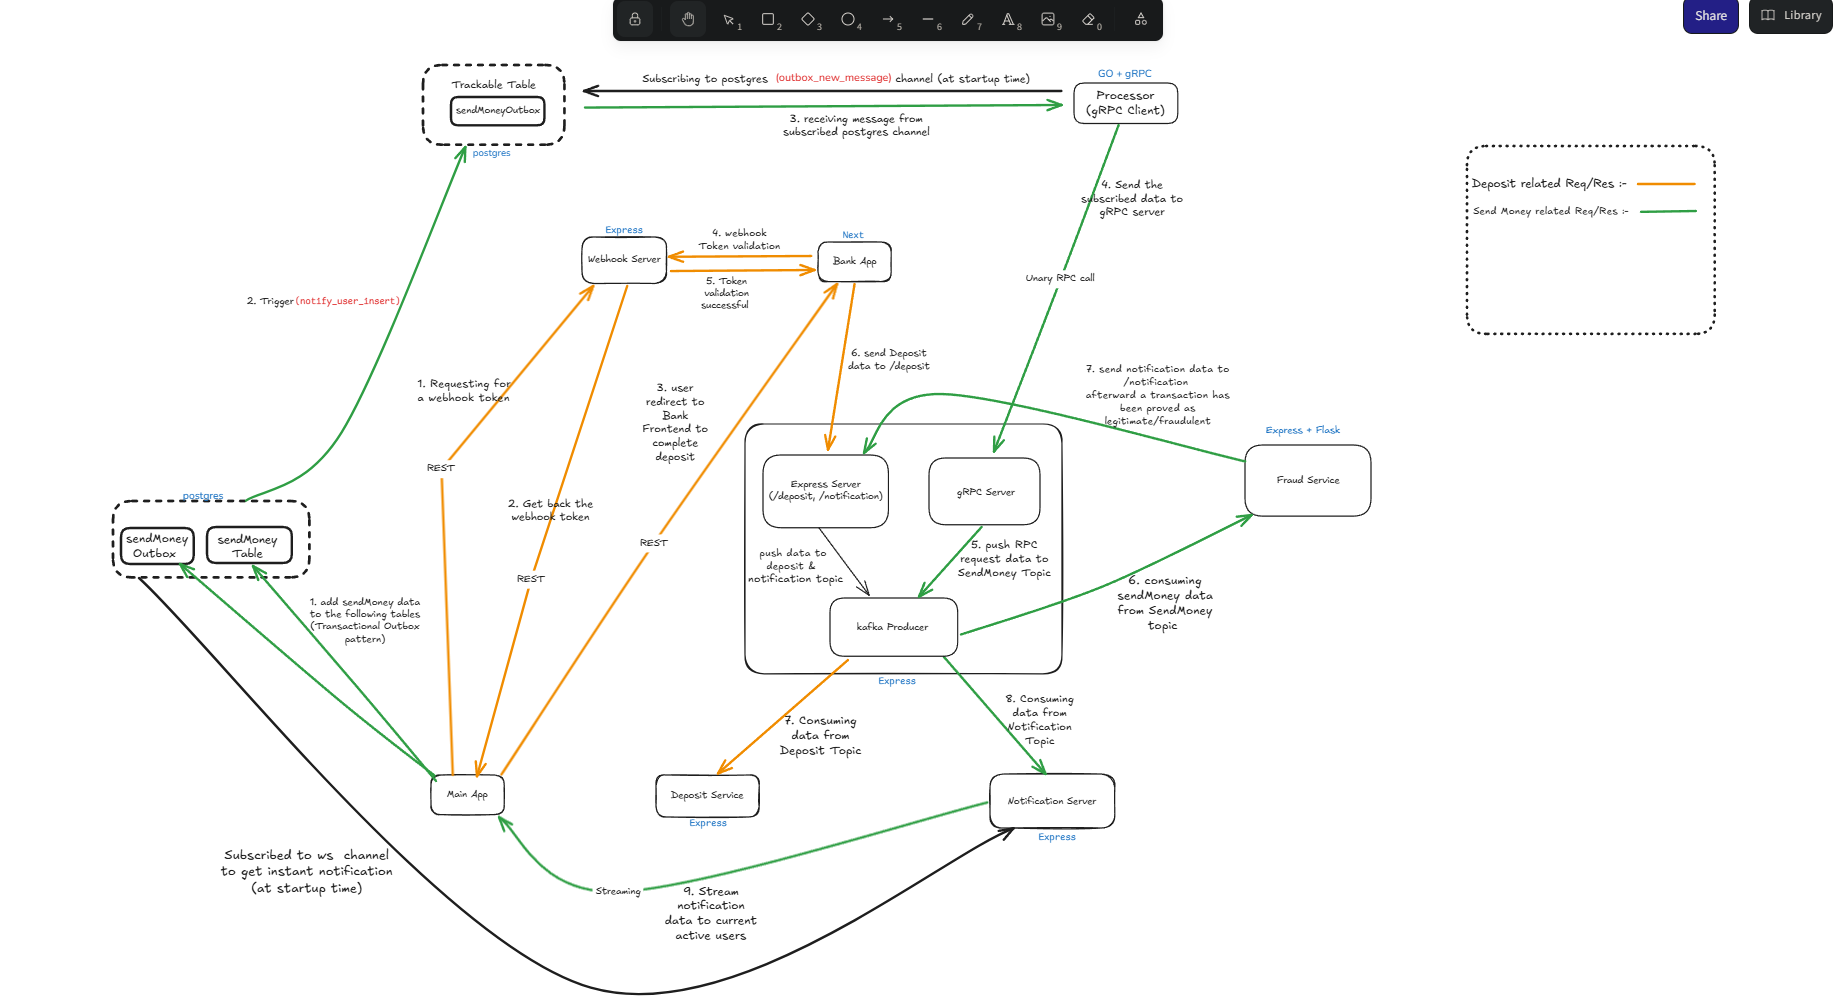 1
2
3
4
5
6
7
8
9
0
Share
Library
Trackable Table
sendMoneyOutbox
postgres
Subscribing to postgres (outbox_new_message) channel (at startup time)
3. receiving message from
subscribed postgres channel
GO + gRPC
Processor
(gRPC Client)
4. Send the
subscribed data to
gRPC server
Unary RPC call
Deposit related Req/Res :-
Send Money related Req/Res :-
Express
Webhook Server
4. webhook
Token validation
5. Token
validation
successful
Next
Bank App
2. Trigger(notify_user_insert)
1. Requesting for
a webhook token
REST
2. Get back the
webhook token
REST
3. user
redirect to
Bank
Frontend to
complete
deposit
REST
6. send Deposit
data to /deposit
7. send notification data to
/notification
afterward a transaction has
been proved as
legitimate/fraudulent
Express + Flask
Fraud Service
Express Server
(/deposit, /notification)
gRPC Server
push data to
deposit &
notification topic
5. push RPC
request data to
SendMoney Topic
kafka Producer
Express
6. consuming
sendMoney data
from SendMoney
topic
postgres
sendMoney
Outbox
sendMoney
Table
1. add sendMoney data
to the following tables
(Transactional Outbox
pattern)
7. Consuming
data from
Deposit Topic
8. Consuming
data from
Notification
Topic
Main App
Deposit Service
Express
Notification Server
Express
Subscribed to ws channel
to get instant notification
(at startup time)
Streaming
9. Stream
notification
data to current
active users